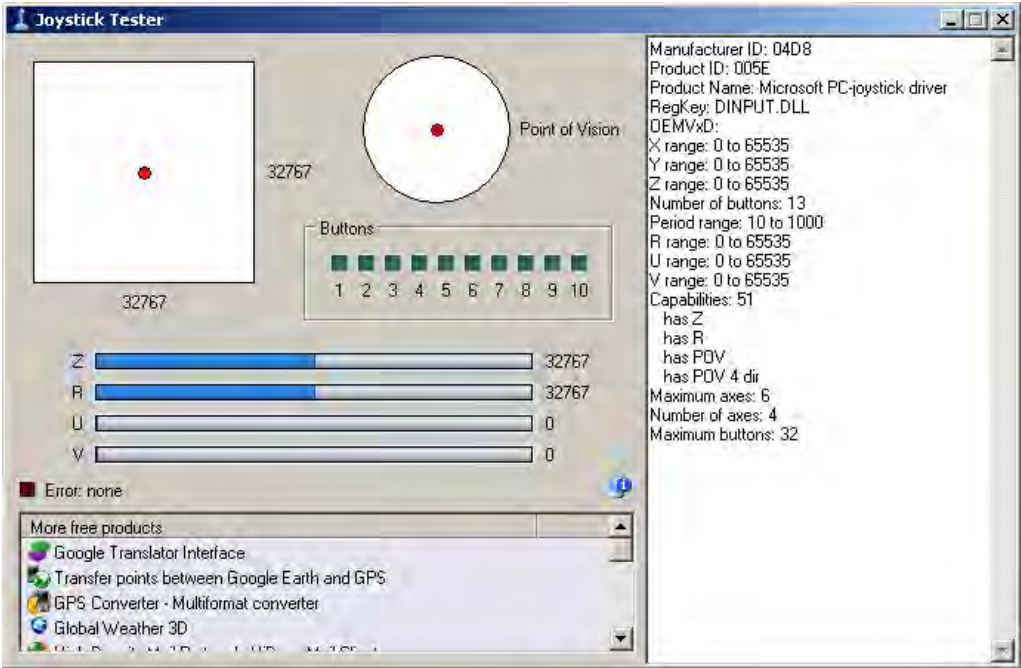 Joystick Tester
32767
32767
Point of Vision
Buttons
1 2 3 4 5 6 7 8 9 10
Z 32767
R 32767
U 0
V 0
Error: none
More free products
Google Translator Interface
Transfer points between Google Earth and GPS
GPS Converter - Multiformat converter
Global Weather 3D
Manufacturer ID: 04D8
Product ID: 005E
Product Name: Microsoft PC-joystick driver
RegKey: DINPUT.DLL
OEMVxD:
X range: 0 to 65535
Y range: 0 to 65535
Z range: 0 to 65535
Number of buttons: 13
Period range: 10 to 1000
R range: 0 to 65535
U range: 0 to 65535
V range: 0 to 65535
Capabilities: 51
has Z
has R
has POV
has POV 4 dir
Maximum axes: 6
Number of axes: 4
Maximum buttons: 32